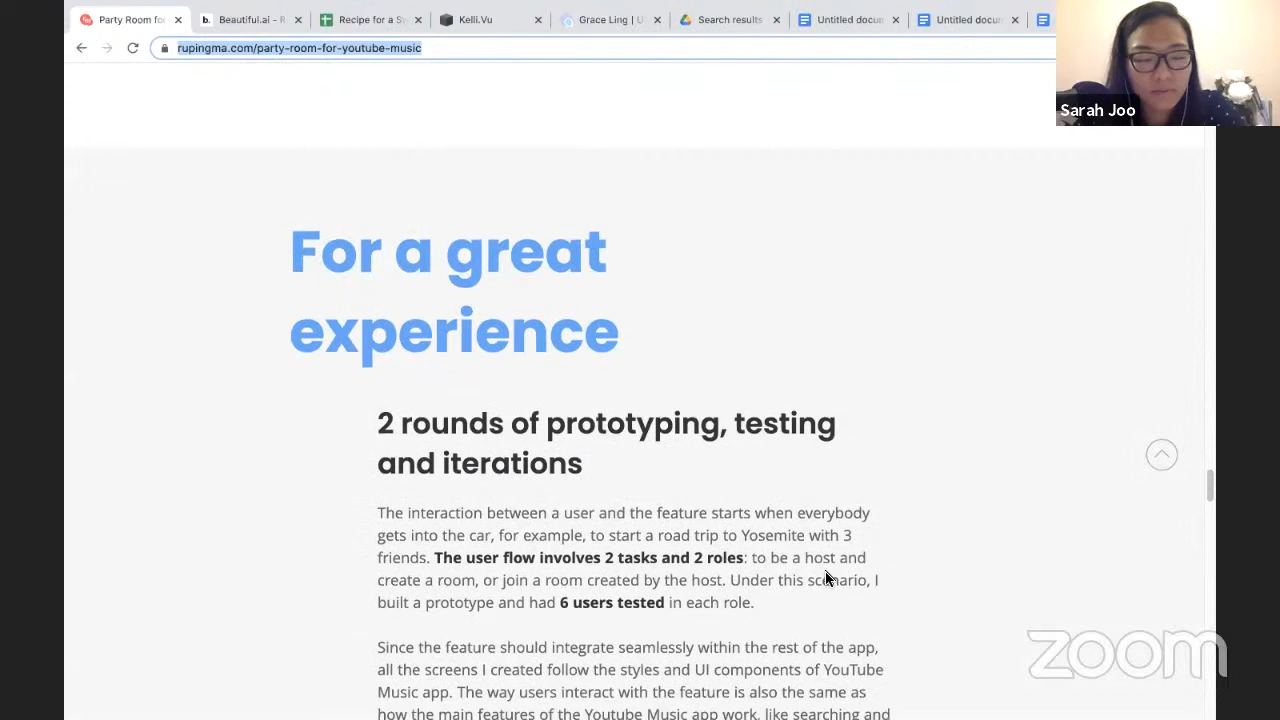 Party Room fo
Beautiful.ai - R
Recipe for a Sw
Kelli.Vu
Grace Ling | U
Search results
Untitled docum
Untitled docum
rupingma.com/party-room-for-youtube-music
Sarah Joo
For a great
experience
2 rounds of prototyping, testing
and iterations
The interaction between a user and the feature starts when everybody
gets into the car, for example, to start a road trip to Yosemite with 3
friends. The user flow involves 2 tasks and 2 roles: to be a host and
create a room, or join a room created by the host. Under this scenario, I
built a prototype and had 6 users tested in each role.
Since the feature should integrate seamlessly within the rest of the app,
all the screens I created follow the styles and UI components of YouTube
Music app. The way users interact with the feature is also the same as
how the main features of the Youtube Music app work, like searching and
zoom